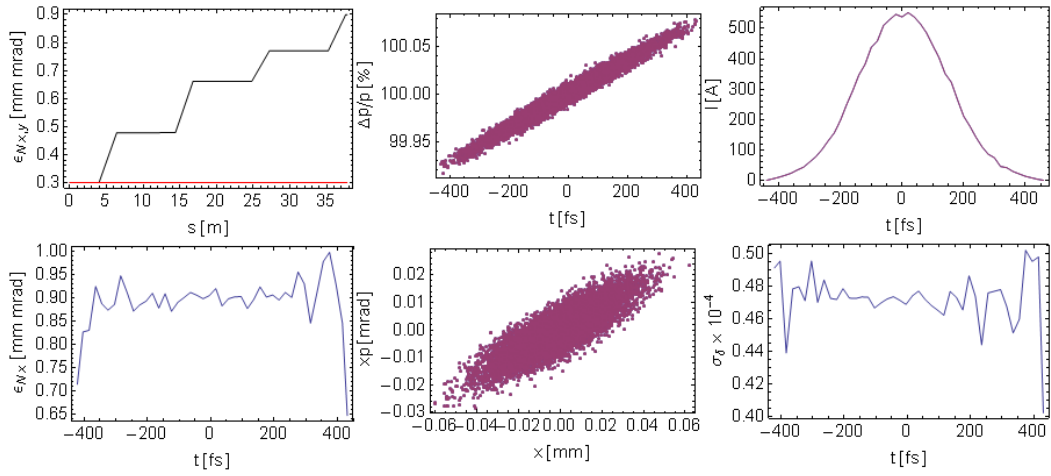 0.9
0.8
0.7
0.6
0.5
0.4
0.3
0 5 10 15 20 25 30 35
ϵNx,y [mm mrad]
s [m]
100.05
100.00
99.95
−400 −200 0 200 400
Δp/p [%]
t [fs]
500
400
300
200
100
0
−400 −200 0 200 400
I [A]
t [fs]
1.00
0.95
0.90
0.85
0.80
0.75
0.70
0.65
−400 −200 0 200 400
ϵNx [mm mrad]
t [fs]
0.02
0.01
0.00
−0.01
−0.02
−0.03
−0.06 −0.04 −0.02 0.00 0.02 0.04 0.06
xp [mrad]
x [mm]
0.50
0.48
0.46
0.44
0.42
0.40
−400 −200 0 200 400
σδ × 10⁻⁴
t [fs]